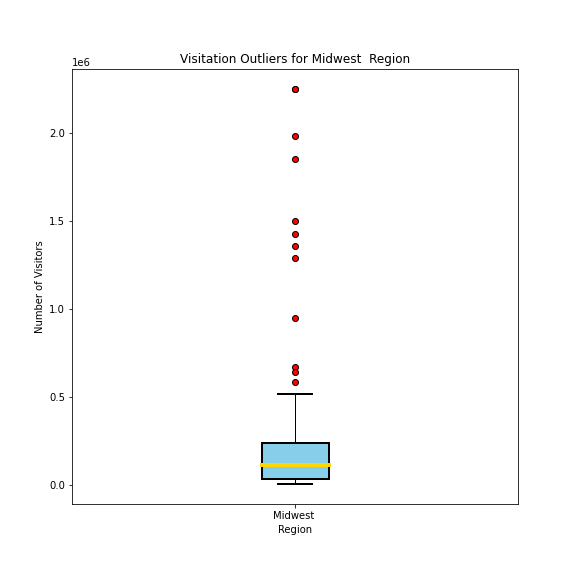 Visitation Outliers for Midwest  Region
1e6
2.0
1.5
1.0
0.5
0.0
Number of Visitors
Midwest
Region